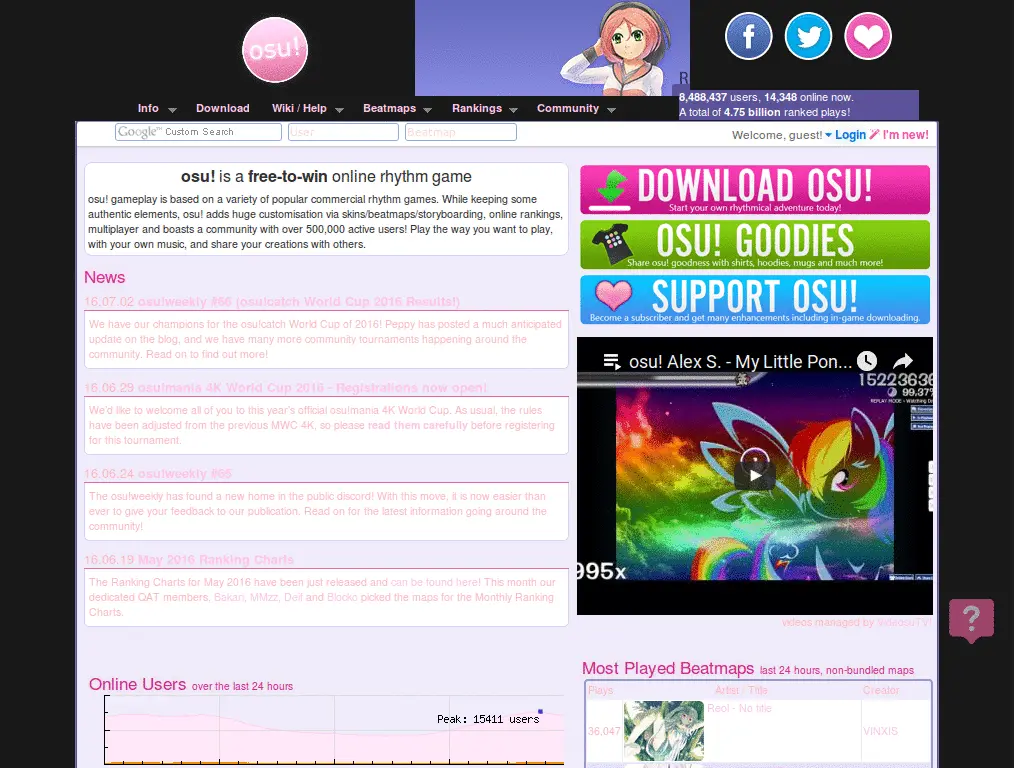 osu!
R
8,488,437 users, 14,348 online now.
A total of 4.75 billion ranked plays!
Info Download Wiki / Help Beatmaps Rankings Community
Google™ Custom Search User Beatmap
Welcome, guest! Login I'm new!
osu! is a free-to-win online rhythm game
osu! gameplay is based on a variety of popular commercial rhythm games. While keeping some
authentic elements, osu! adds huge customisation via skins/beatmaps/storyboarding, online rankings,
multiplayer and boasts a community with over 500,000 active users! Play the way you want to play,
with your own music, and share your creations with others.
News
16.07.02 osu!weekly #66 (osu!catch World Cup 2016 Results!)
We have our champions for the osu!catch World Cup of 2016! Peppy has posted a much anticipated
update on the blog, and we have many more community tournaments happening around the
community. Read on to find out more!
16.06.29 osu!mania 4K World Cup 2016 - Registrations now open!
We'd like to welcome all of you to this year's official osu!mania 4K World Cup. As usual, the rules
have been adjusted from the previous MWC 4K, so please read them carefully before registering
for this tournament.
16.06.24 osu!weekly #65
The osu!weekly has found a new home in the public discord! With this move, it is now easier than
ever to give your feedback to our publication. Read on for the latest information going around the
community!
16.06.19 May 2016 Ranking Charts
The Ranking Charts for May 2016 have been just released and can be found here! This month our
dedicated QAT members, Bakari, MMzz, Deif and Blocko picked the maps for the Monthly Ranking
Charts.
Online Users over the last 24 hours
Peak: 15411 users
DOWNLOAD OSU!
Start your own rhythmical adventure today!
OSU! GOODIES
Share osu! goodness with shirts, hoodies, mugs and much more!
SUPPORT OSU!
Become a subscriber and get many enhancements including in-game downloading.
osu! Alex S. - My Little Pon...
15223636
99.37%
995x
videos managed by VideosuTV!
?
Most Played Beatmaps last 24 hours, non-bundled maps
Plays Artist / Title Creator
36,047 Reol - No title VINXIS